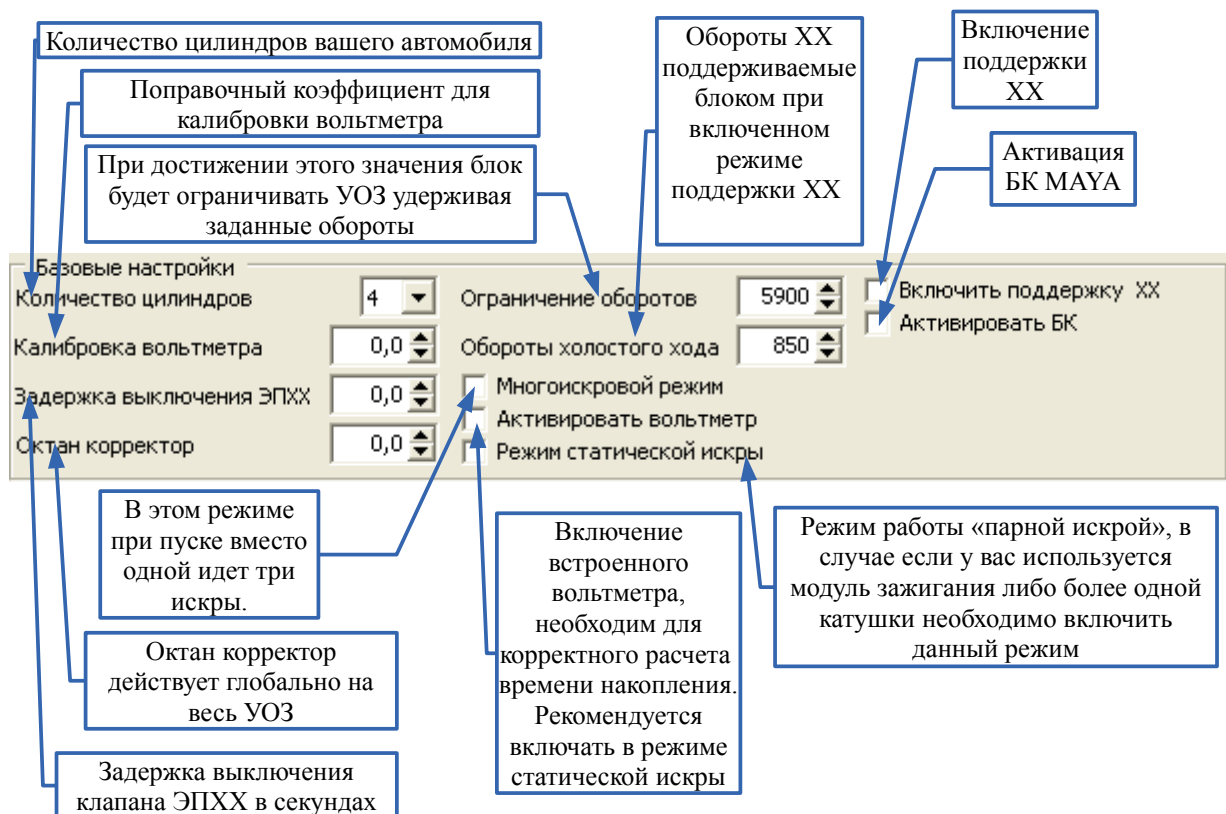 Количество цилиндров вашего автомобиля
Поправочный коэффициент для
калибровки вольтметра
При достижении этого значения блок
будет ограничивать УОЗ удерживая
заданные обороты
Обороты ХХ
поддерживаемые
блоком при
включенном
режиме
поддержки ХХ
Включение
поддержки
ХХ
Активация
БК MAYA
Базовые настройки
Количество цилиндров
4
Ограничение оборотов
5900
Включить поддержку ХХ
Активировать БК
Калибровка вольтметра
0,0
Обороты холостого хода
850
Задержка выключения ЭПХХ
0,0
Многоискровой режим
Активировать вольтметр
Октан корректор
0,0
Режим статической искры
В этом режиме
при пуске вместо
одной идет три
искры.
Включение
встроенного
вольтметра,
необходим для
корректного расчета
времени накопления.
Рекомендуется
включать в режиме
статической искры
Режим работы «парной искрой», в
случае если у вас используется
модуль зажигания либо более одной
катушки необходимо включить
данный режим
Октан корректор
действует глобально на
весь УОЗ
Задержка выключения
клапана ЭПХХ в секундах